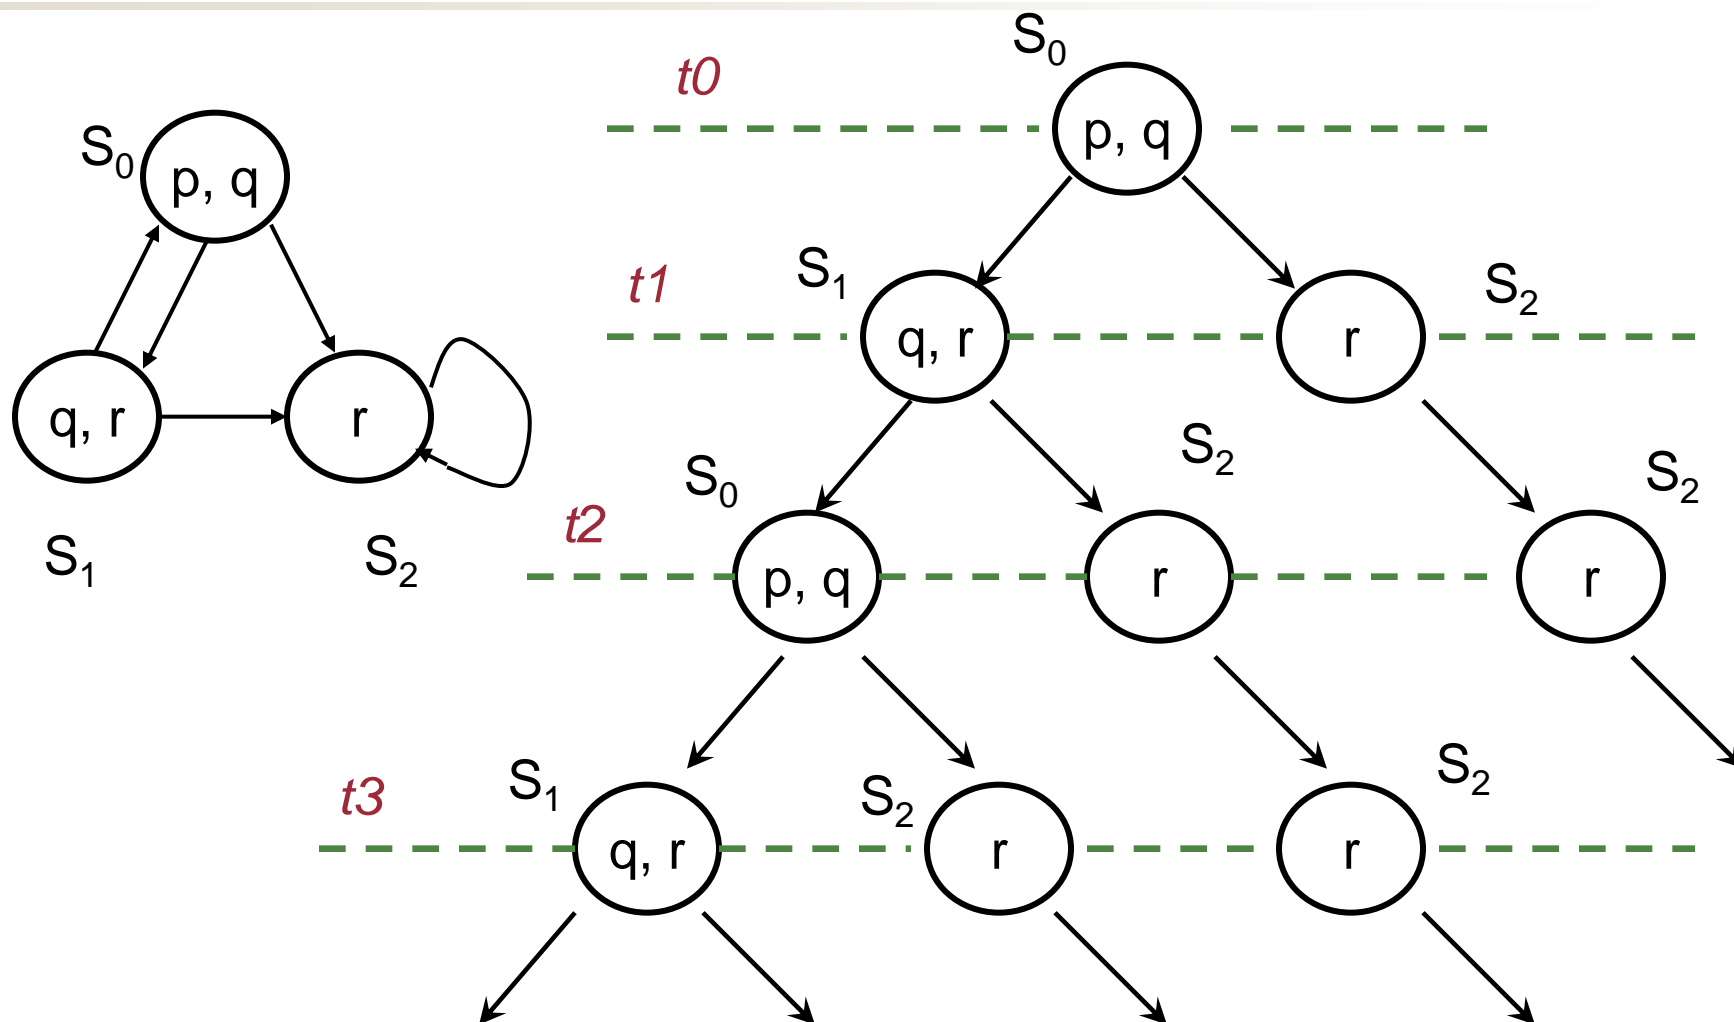 S₀
p, q
q, r
r
S₁
S₂
t0
S₀
p, q
t1
S₁
q, r
r
S₂
t2
S₀
p, q
S₂
r
S₂
r
t3
S₁
q, r
S₂
r
S₂
r